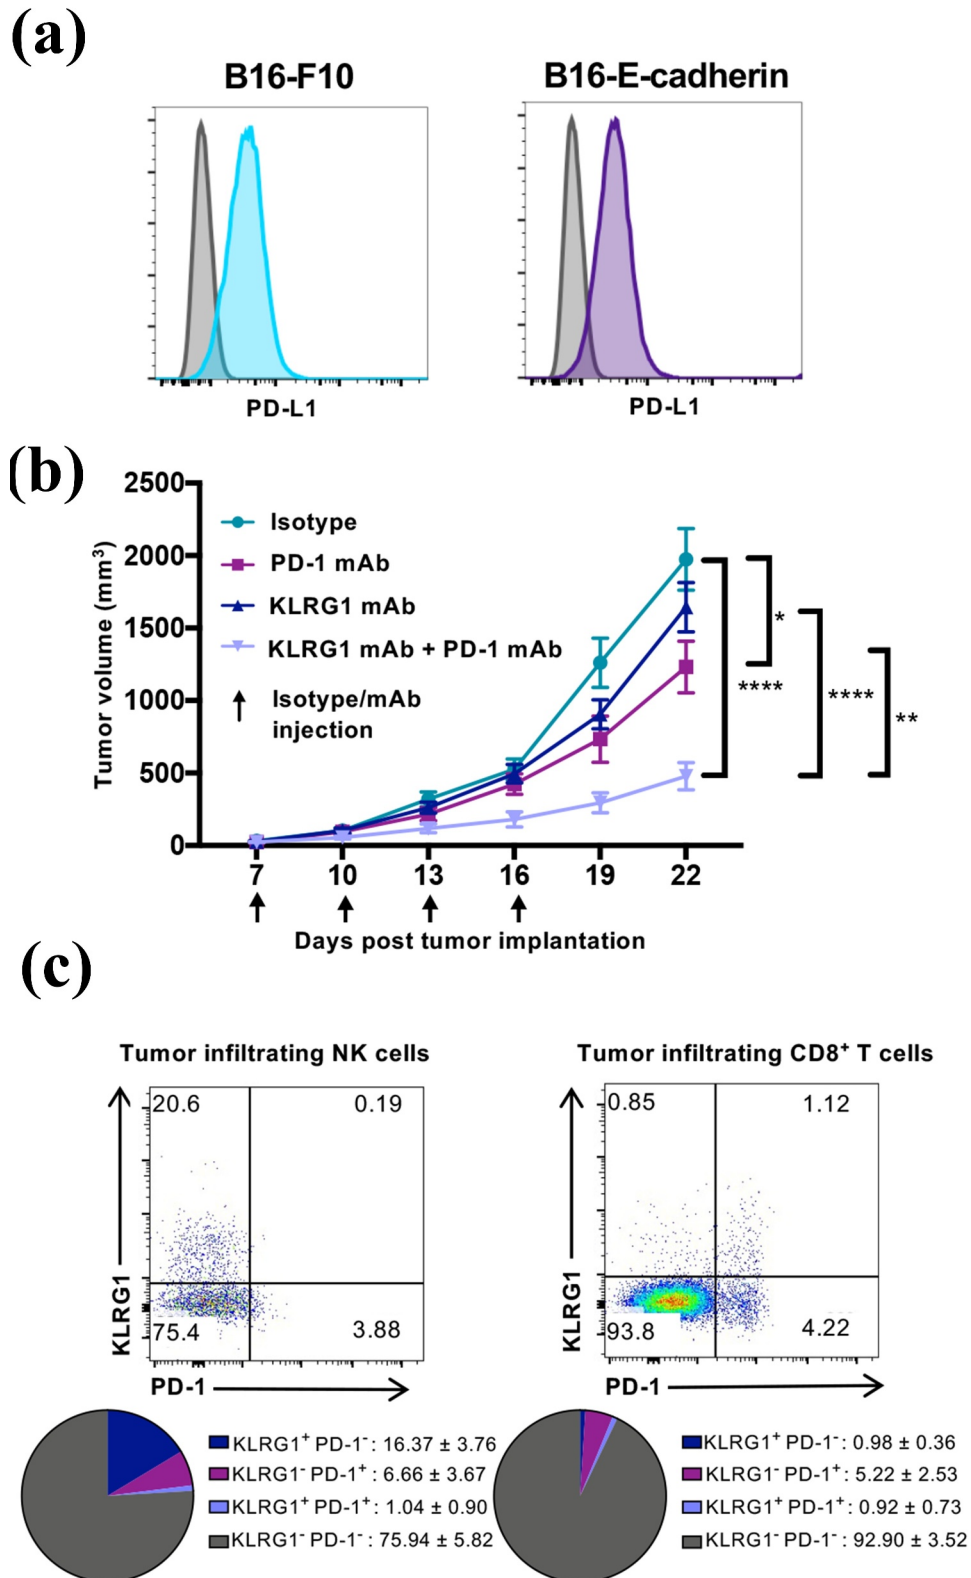 (a)
B16-F10
B16-E-cadherin
PD-L1
PD-L1
(b)
Tumor volume (mm³)
2500
2000
1500
1000
500
0
Isotype
PD-1 mAb
KLRG1 mAb
KLRG1 mAb + PD-1 mAb
Isotype/mAb
injection
*
****
****
**
7 10 13 16 19 22
Days post tumor implantation
(c)
Tumor infiltrating NK cells
20.6 0.19
75.4 3.88
KLRG1
PD-1
KLRG1⁺ PD-1⁻ : 16.37 ± 3.76
KLRG1⁻ PD-1⁺ : 6.66 ± 3.67
KLRG1⁺ PD-1⁺ : 1.04 ± 0.90
KLRG1⁻ PD-1⁻ : 75.94 ± 5.82
Tumor infiltrating CD8⁺ T cells
0.85 1.12
93.8 4.22
KLRG1
PD-1
KLRG1⁺ PD-1⁻ : 0.98 ± 0.36
KLRG1⁻ PD-1⁺ : 5.22 ± 2.53
KLRG1⁺ PD-1⁺ : 0.92 ± 0.73
KLRG1⁻ PD-1⁻ : 92.90 ± 3.52